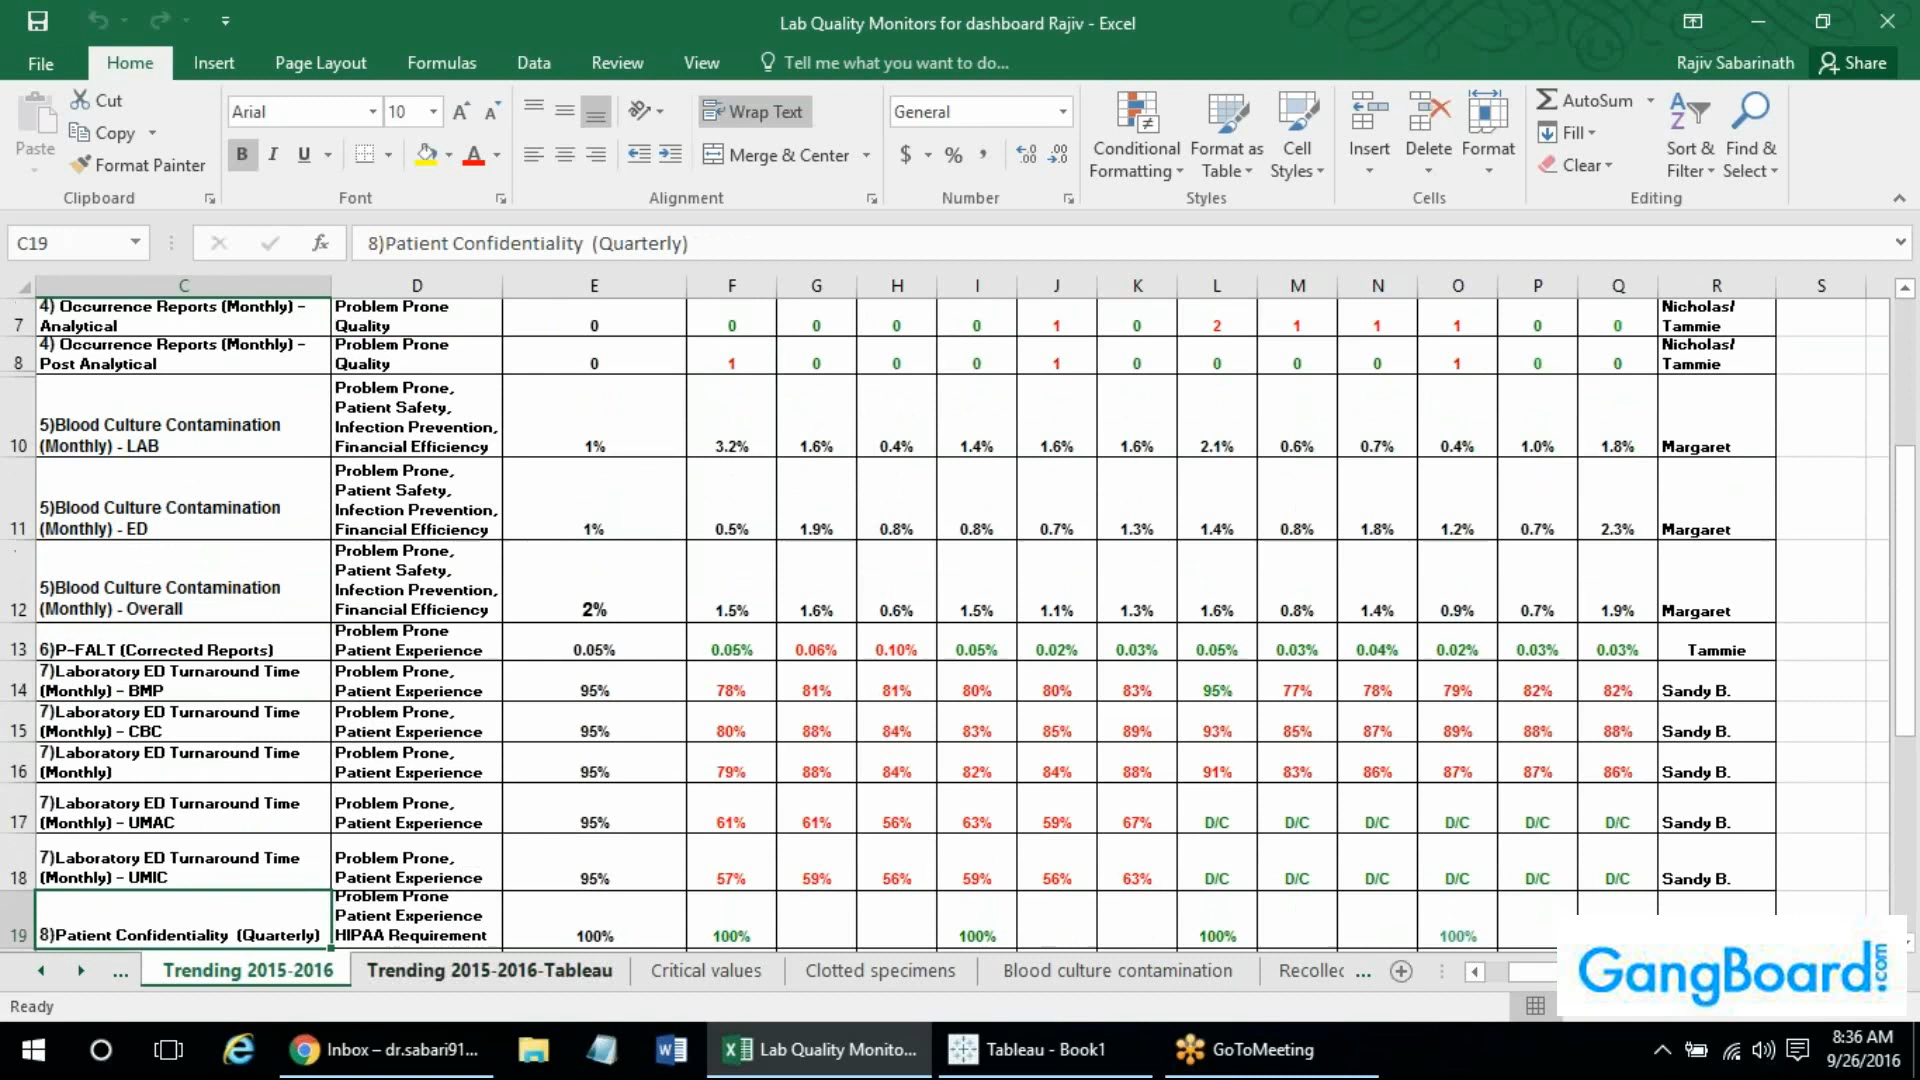 Lab Quality Monitors for dashboard Rajiv - Excel
File Home Insert Page Layout Formulas Data Review View Tell me what you want to do... Rajiv Sabarinath Share
Paste Cut Copy Format Painter Clipboard
Arial 10 A A B I U A Font
Wrap Text Merge & Center Alignment
General $ % , Number
Conditional Formatting Format as Table Cell Styles Styles
Insert Delete Format Cells
AutoSum Fill Clear Sort & Filter Find & Select Editing
C19 fx 8)Patient Confidentiality (Quarterly)
C D E F G H I J K L M N O P Q R S
7 4) Occurrence Reports (Monthly) - Analytical Problem Prone Quality 0 0 0 0 0 1 0 2 1 1 1 0 0 Nicholas/ Tammie
8 4) Occurrence Reports (Monthly) - Post Analytical Problem Prone Quality 0 1 0 0 0 1 0 0 0 0 1 0 0 Nicholas/ Tammie
10 5)Blood Culture Contamination (Monthly) - LAB Problem Prone, Patient Safety, Infection Prevention, Financial Efficiency 1% 3.2% 1.6% 0.4% 1.4% 1.6% 1.6% 2.1% 0.6% 0.7% 0.4% 1.0% 1.8% Margaret
11 5)Blood Culture Contamination (Monthly) - ED Problem Prone, Patient Safety, Infection Prevention, Financial Efficiency 1% 0.5% 1.9% 0.8% 0.8% 0.7% 1.3% 1.4% 0.8% 1.8% 1.2% 0.7% 2.3% Margaret
12 5)Blood Culture Contamination (Monthly) - Overall Problem Prone, Patient Safety, Infection Prevention, Financial Efficiency 2% 1.5% 1.6% 0.6% 1.5% 1.1% 1.3% 1.6% 0.8% 1.4% 0.9% 0.7% 1.9% Margaret
13 6)P-FALT (Corrected Reports) Problem Prone Patient Experience 0.05% 0.05% 0.06% 0.10% 0.05% 0.02% 0.03% 0.05% 0.03% 0.04% 0.02% 0.03% 0.03% Tammie
14 7)Laboratory ED Turnaround Time (Monthly) - BMP Problem Prone, Patient Experience 95% 78% 81% 81% 80% 80% 83% 95% 77% 78% 79% 82% 82% Sandy B.
15 7)Laboratory ED Turnaround Time (Monthly) - CBC Problem Prone, Patient Experience 95% 80% 88% 84% 83% 85% 89% 93% 85% 87% 89% 88% 88% Sandy B.
16 7)Laboratory ED Turnaround Time (Monthly) Problem Prone, Patient Experience 95% 79% 88% 84% 82% 84% 88% 91% 83% 86% 87% 87% 86% Sandy B.
17 7)Laboratory ED Turnaround Time (Monthly) - UMAC Problem Prone, Patient Experience 95% 61% 61% 56% 63% 59% 67% D/C D/C D/C D/C D/C D/C Sandy B.
18 7)Laboratory ED Turnaround Time (Monthly) - UMIC Problem Prone, Patient Experience 95% 57% 59% 56% 59% 56% 63% D/C D/C D/C D/C D/C D/C Sandy B.
19 8)Patient Confidentiality (Quarterly) Problem Prone Patient Experience HIPAA Requirement 100% 100% 100% 100% 100%
... Trending 2015-2016 Trending 2015-2016-Tableau Critical values Clotted specimens Blood culture contamination Recollec ...
GangBoard.com
Ready
Inbox - dr.sabari91... Lab Quality Monito... Tableau - Book1 GoToMeeting 8:36 AM
9/26/2016